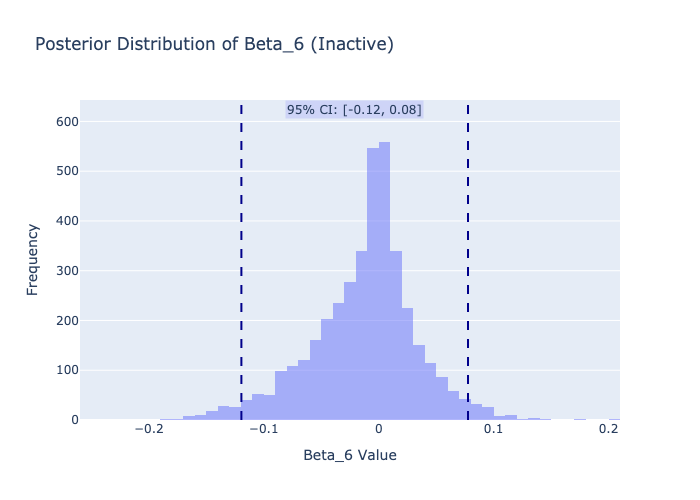 Posterior Distribution of Beta_6 (Inactive)
95% CI: [-0.12, 0.08]
600
500
400
300
200
100
0
Frequency
−0.2 −0.1 0 0.1 0.2
Beta_6 Value